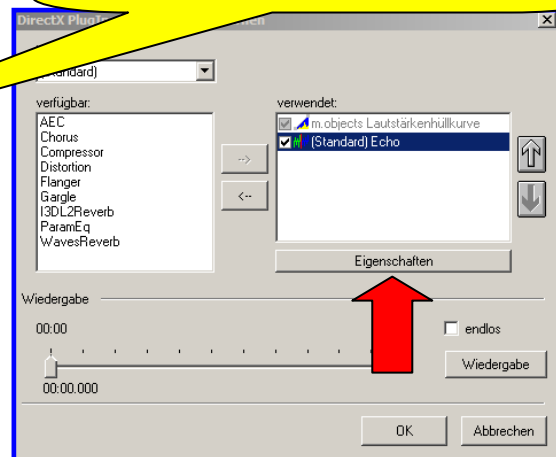 DirectX
(Standard)
verfügbar:
AEC
Chorus
Compressor
Distortion
Flanger
Gargle
I3DL2Reverb
ParamEq
WavesReverb
-->
<--
verwendet:
m.objects Lautstärkenhüllkurve
(Standard) Echo
Eigenschaften
Wiedergabe
00:00
endlos
00:00.000
Wiedergabe
OK
Abbrechen